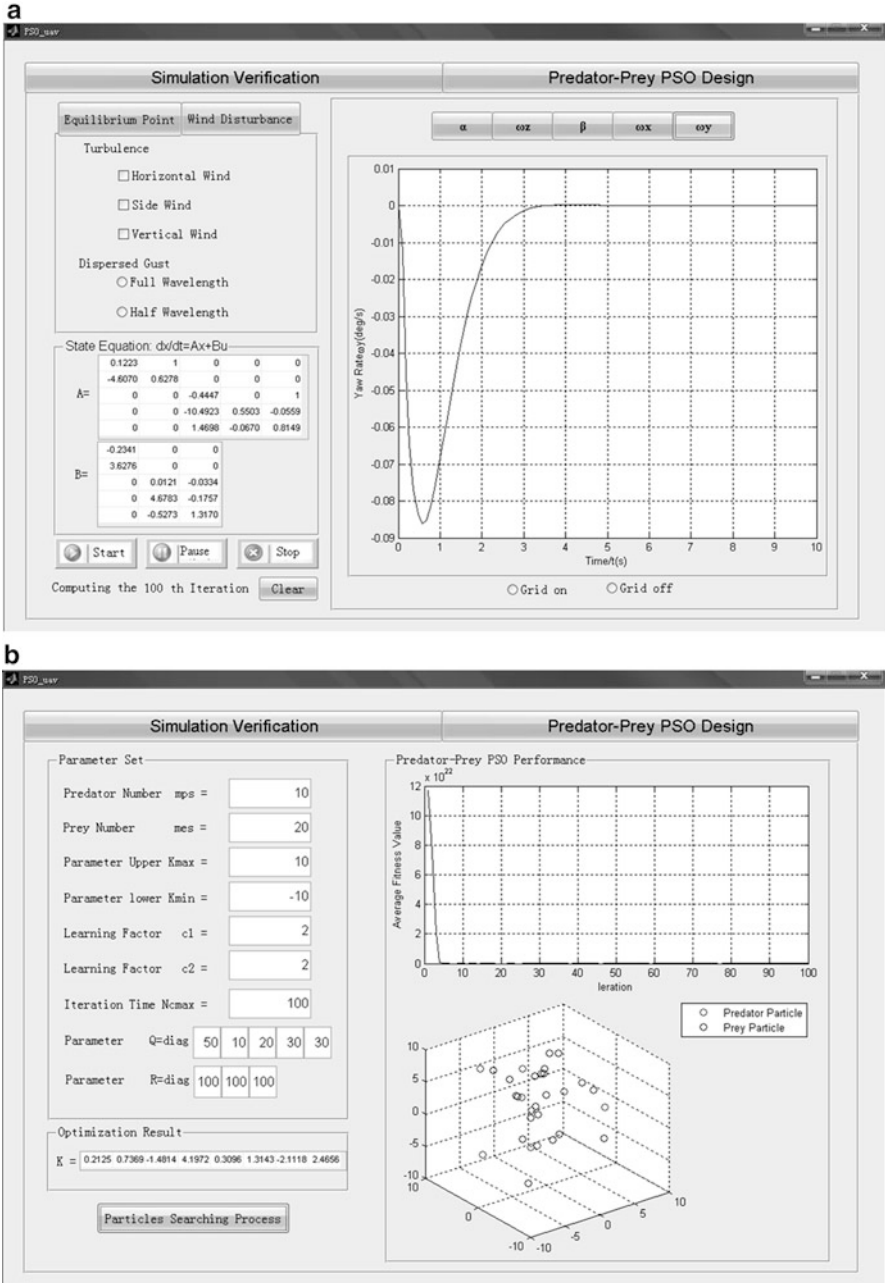 a
PSO_uav
Simulation Verification
Predator-Prey PSO Design
Equilibrium Point
Wind Disturbance
Turbulence
Horizontal Wind
Side Wind
Vertical Wind
Dispersed Gust
Full Wavelength
Half Wavelength
State Equation: dx/dt=Ax+Bu
A=
0.1223 1 0 0 0
-4.6070 0.6278 0 0 0
0 0 -0.4447 0 1
0 0 -10.4923 0.5503 -0.0559
0 0 1.4698 -0.0670 0.8149
B=
-0.2341 0 0
3.6276 0 0
0 0.0121 -0.0334
0 4.6783 -0.1757
0 -0.5273 1.3170
Start
Pause
Stop
Computing the 100 th Iteration
Clear
α
ωz
β
ωx
ωy
0.01
0
-0.01
-0.02
-0.03
-0.04
-0.05
-0.06
-0.07
-0.08
-0.09
Yaw Rateωy(deg/s)
0 1 2 3 4 5 6 7 8 9 10
Time/t(s)
Grid on
Grid off
b
PSO_uav
Simulation Verification
Predator-Prey PSO Design
Parameter Set
Predator Number mps = 10
Prey Number mes = 20
Parameter Upper Kmax = 10
Parameter lower Kmin = -10
Learning Factor c1 = 2
Learning Factor c2 = 2
Iteration Time Ncmax = 100
Parameter Q=diag 50 10 20 30 30
Parameter R=diag 100 100 100
Optimization Result
K = 0.2125 0.7369 -1.4814 4.1972 0.3096 1.3143 -2.1118 2.4656
Particles Searching Process
Predator-Prey PSO Performance
x 10^22
12
10
8
6
4
2
0
Average Fitness Value
0 10 20 30 40 50 60 70 80 90 100
Ieration
Predator Particle
Prey Particle
10
5
0
-5
-10
10
0
-10
-10
-5
0
5
10